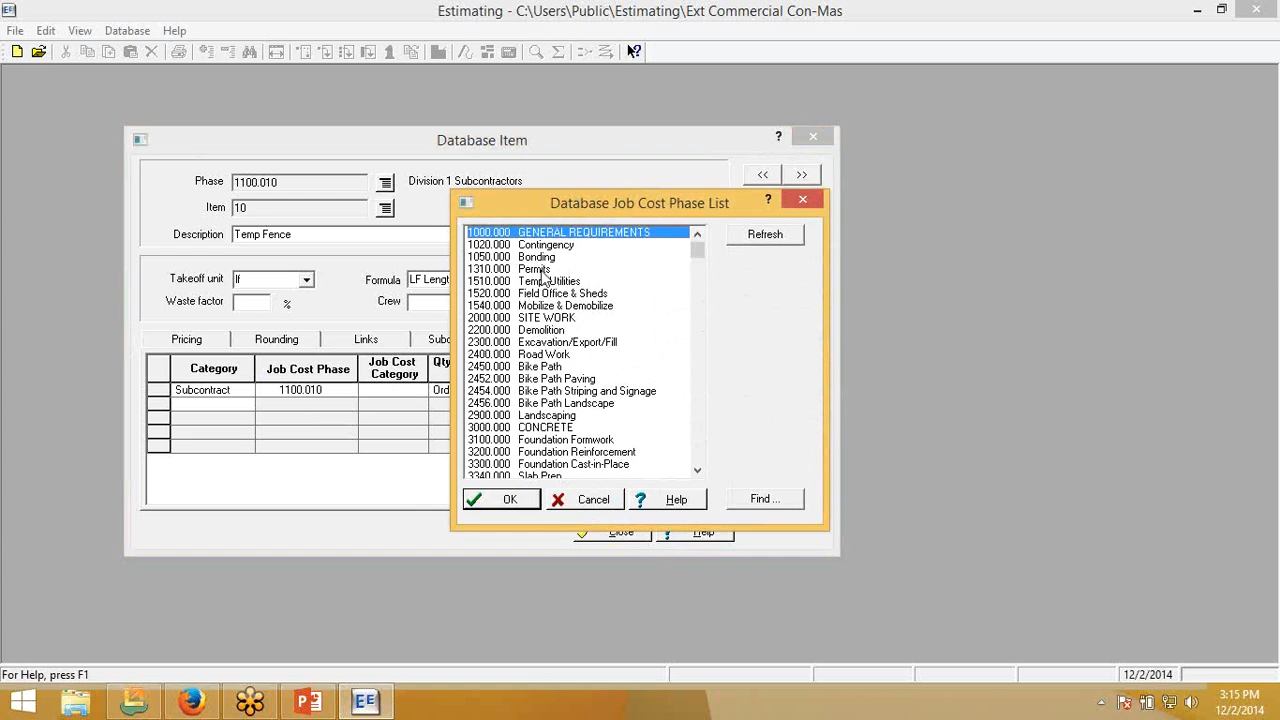 Estimating - C:\Users\Public\Estimating\Ext Commercial Con-Mas
File Edit View Database Help
Database Item
Phase 1100.010 Division 1 Subcontractors
<< >>
Item 10
Description Temp Fence
Takeoff unit lf Formula LF Leng
Waste factor % Crew
Pricing Rounding Links Sub
Category Job Cost Phase Job Cost Category Qty
Subcontract 1100.010 Ord
Close Help
Database Job Cost Phase List
1000.000 GENERAL REQUIREMENTS
1020.000 Contingency
1050.000 Bonding
1310.000 Permits
1510.000 Temp Utilities
1520.000 Field Office & Sheds
1540.000 Mobilize & Demobilize
2000.000 SITE WORK
2200.000 Demolition
2300.000 Excavation/Export/Fill
2400.000 Road Work
2450.000 Bike Path
2452.000 Bike Path Paving
2454.000 Bike Path Striping and Signage
2456.000 Bike Path Landscape
2900.000 Landscaping
3000.000 CONCRETE
3100.000 Foundation Formwork
3200.000 Foundation Reinforcement
3300.000 Foundation Cast-in-Place
3340.000 Slab Prep
Refresh
OK Cancel Help Find ...
For Help, press F1
12/2/2014
3:15 PM
12/2/2014